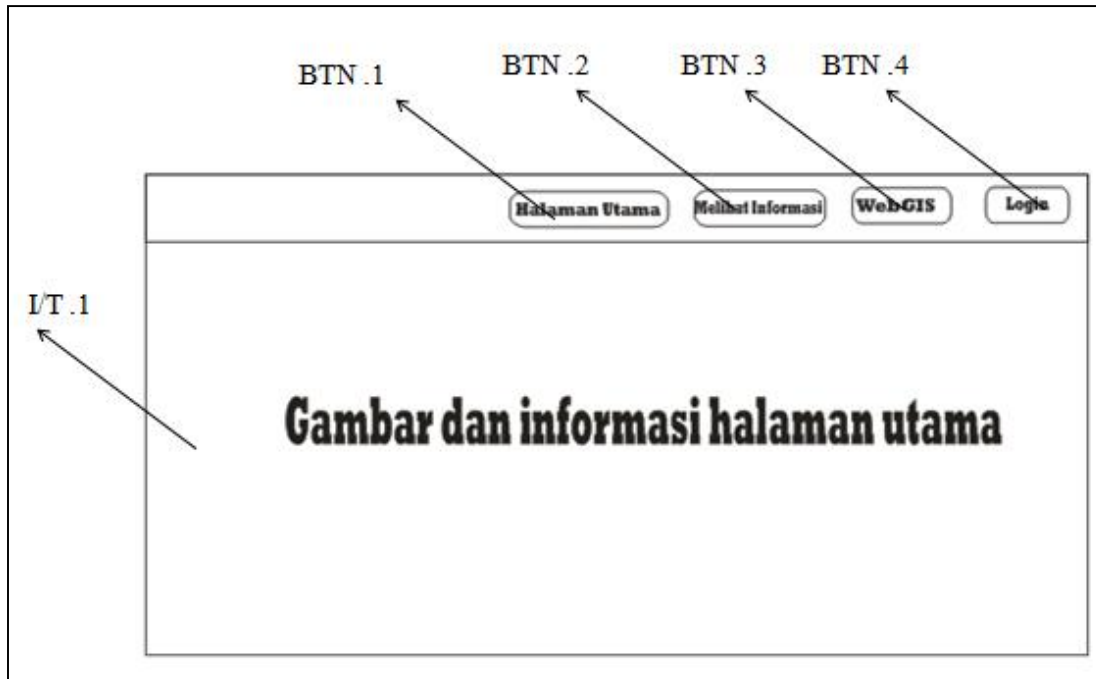 BTN .1 BTN .2 BTN .3 BTN .4
Halaman Utama Melihat Informasi WebGIS Login
I/T .1
Gambar dan informasi halaman utama